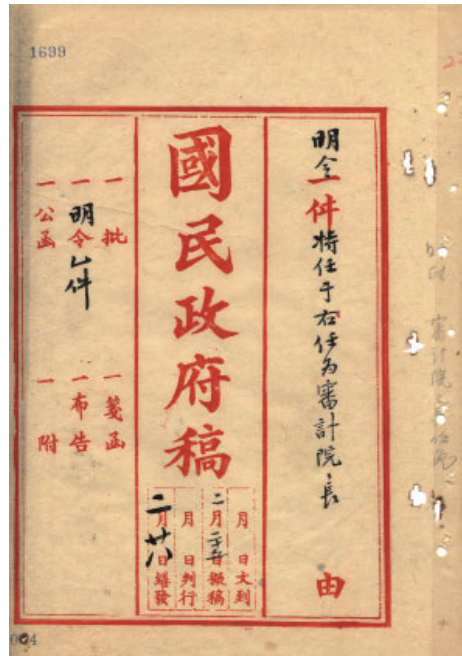 1699
明令一件特任于右任為審計院長
由
國民政府稿
月 日文到
二月二十五日擬稿
月 日判行
二月廿八日繕發
一批
一箋函
一明令乙件
一布告
一公函
一附
004